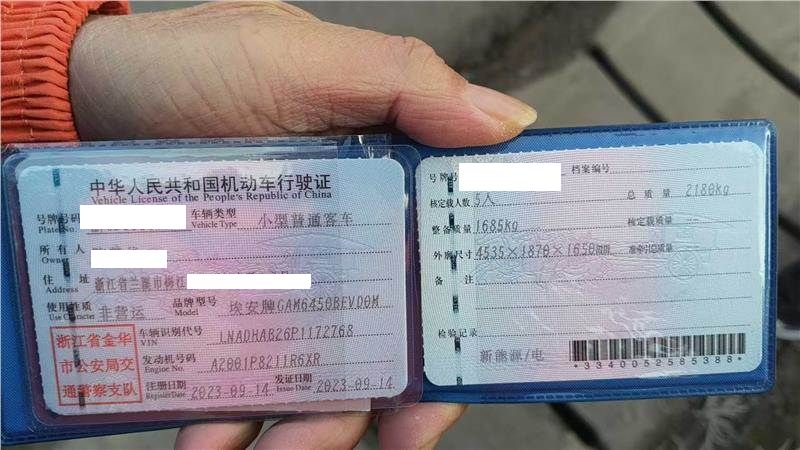 中华人民共和国机动车行驶证
Vehicle License of the People's Republic of China
号牌号码
Plate No.
车辆类型
Vehicle Type
小型普通客车
所有人
Owner
住址
Address
浙江省兰溪市
使用性质
Use Character
非营运
品牌型号
Model
埃安牌GAM6450BEVD0M
浙江省金华
市公安局交
通警察支队
车辆识别代号
VIN
LNADHAB26P1172768
发动机号码
Engine No.
A2001P8211R6XR
注册日期
Register Date
2023-09-14
发证日期
Issue Date
2023-09-14
号牌
档案编号
核定载人数 5人
总质量 2180kg
整备质量 1685kg
核定载质量
外廓尺寸 4535×1870×1650mm
准牵引总质量
备注
检验记录
新能源/电
*3340052585388*